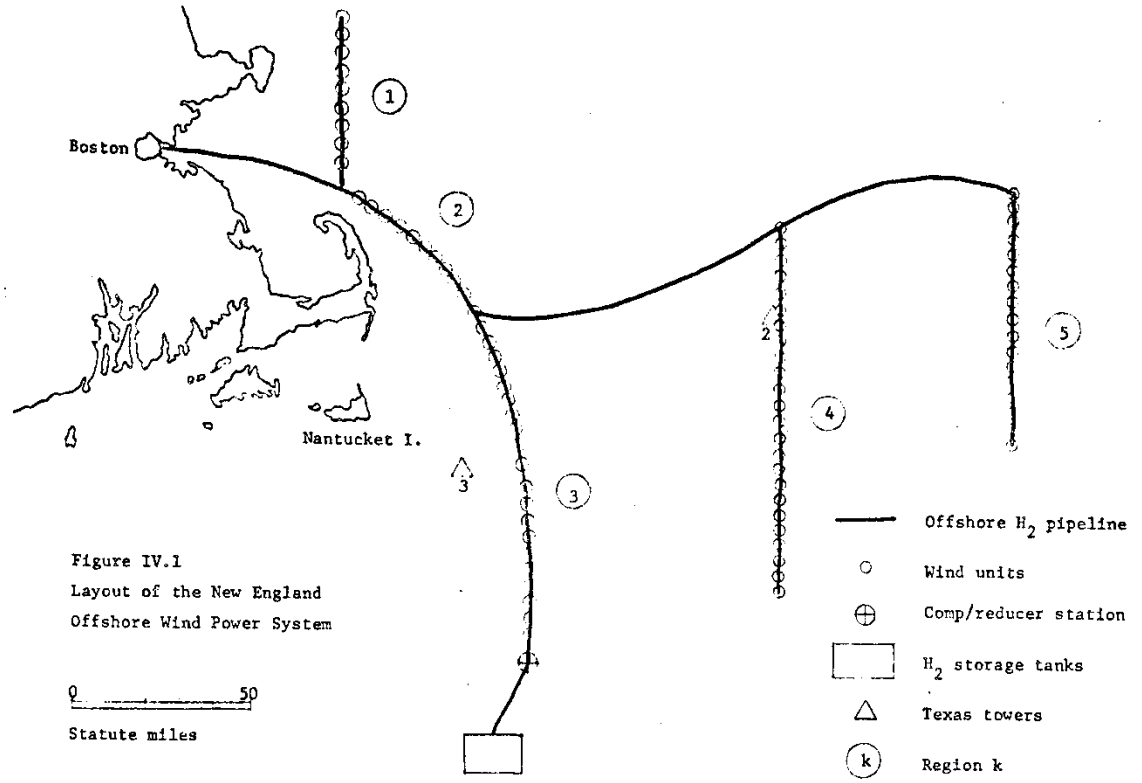 1
Boston
2
2
5
4
Nantucket I.
3
3
Figure IV.1
Layout of the New England
Offshore Wind Power System
0 50
Statute miles
Offshore H₂ pipeline
Wind units
Comp/reducer station
H₂ storage tanks
Texas towers
k Region k